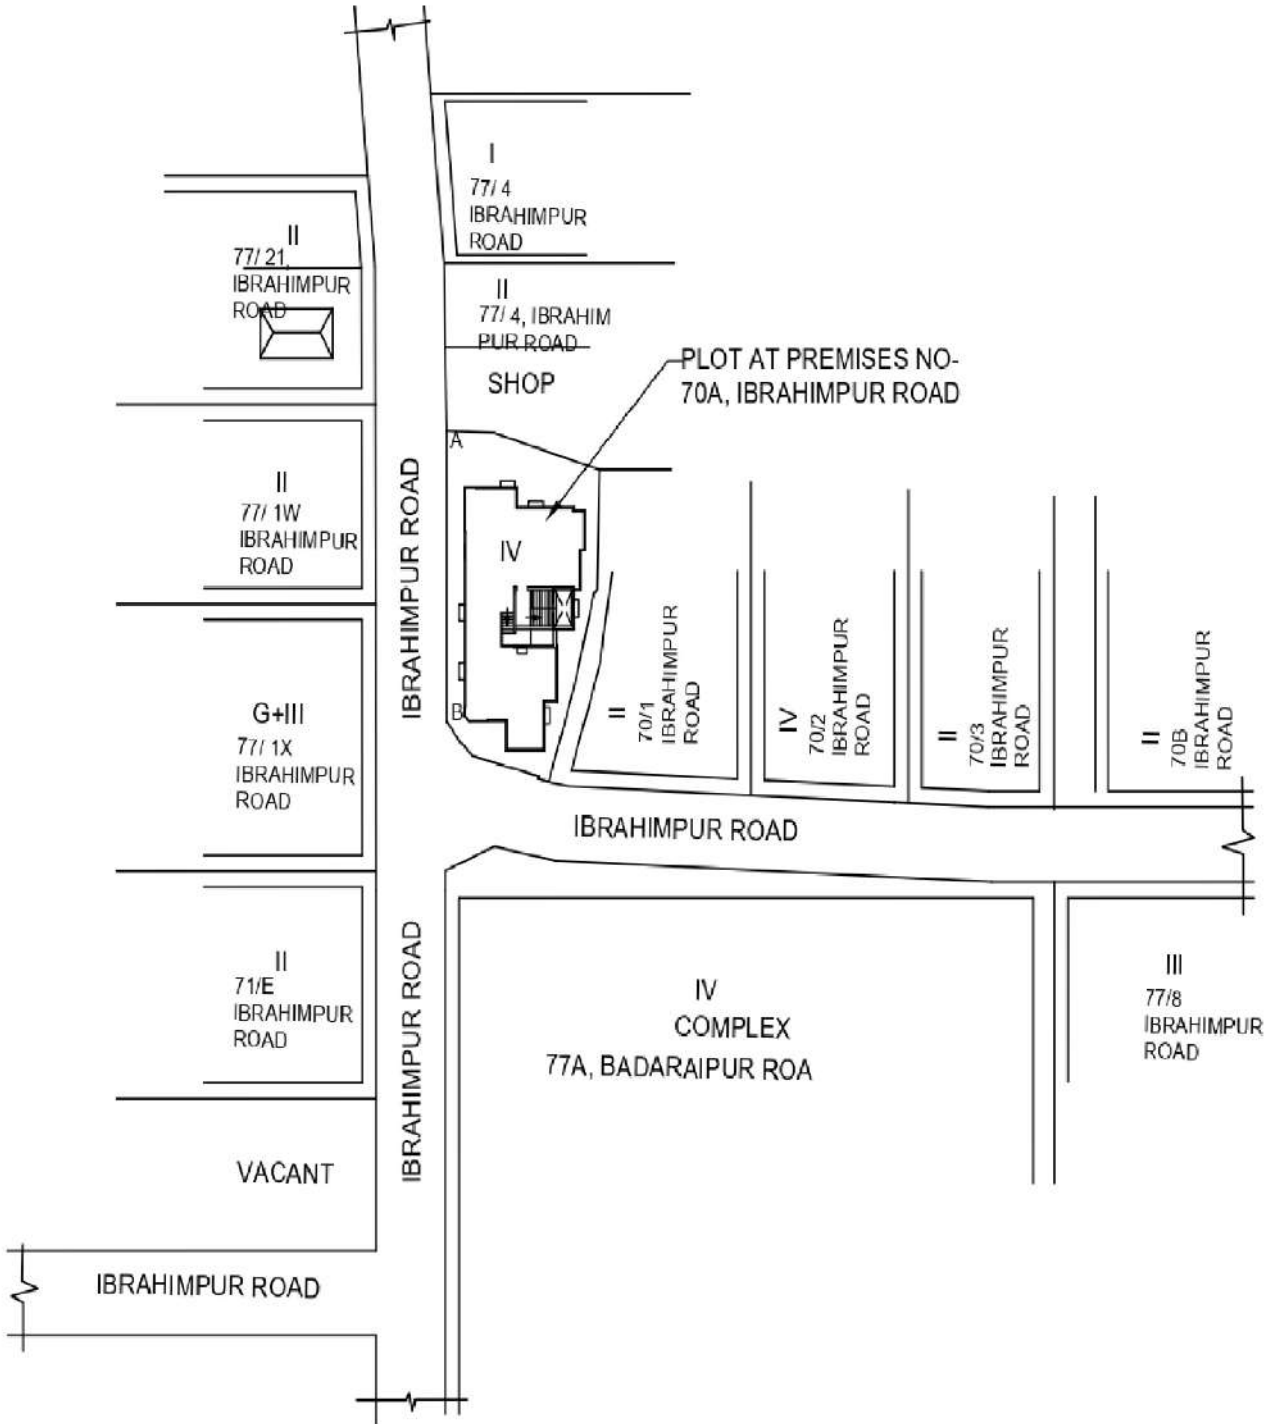 I
77/ 4
IBRAHIMPUR
ROAD
II
77/ 21,
IBRAHIMPUR
ROAD
II
77/ 4, IBRAHIM
PUR ROAD
SHOP
PLOT AT PREMISES NO-
70A, IBRAHIMPUR ROAD
A
IBRAHIMPUR ROAD
II
77/ 1W
IBRAHIMPUR
ROAD
IV
B
G+III
77/ 1X
IBRAHIMPUR
ROAD
II
70/1
IBRAHIMPUR
ROAD
IV
70/2
IBRAHIMPUR
ROAD
II
70/3
IBRAHIMPUR
ROAD
II
70B
IBRAHIMPUR
ROAD
IBRAHIMPUR ROAD
II
71/E
IBRAHIMPUR
ROAD
IBRAHIMPUR ROAD
IV
COMPLEX
77A, BADARAIPUR ROA
III
77/8
IBRAHIMPUR
ROAD
VACANT
IBRAHIMPUR ROAD